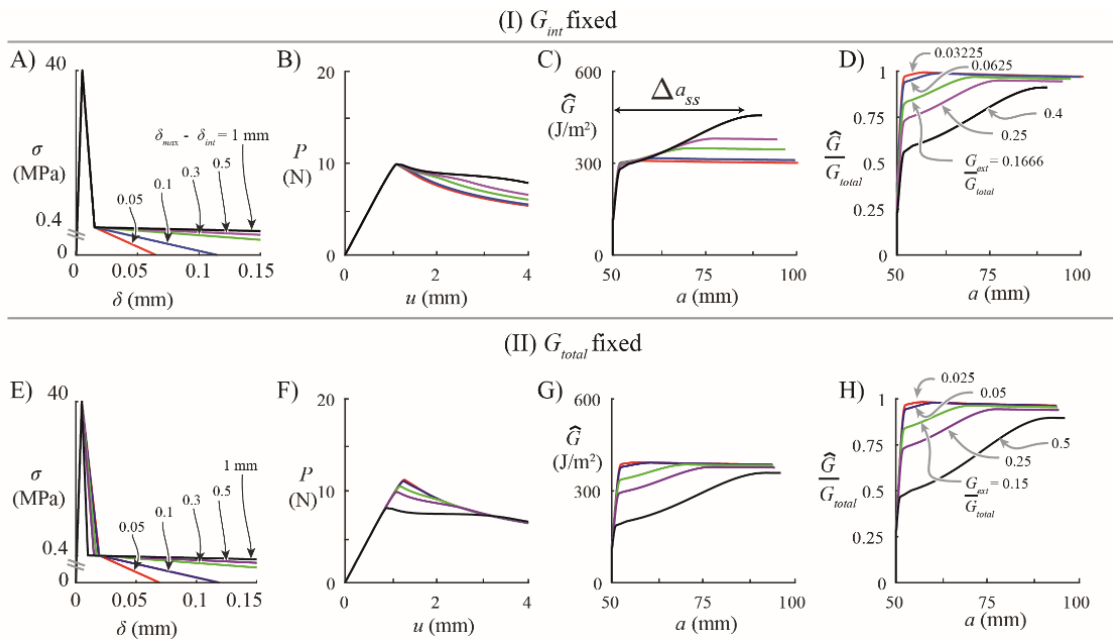 (I) G_int fixed
A)
40
σ
(MPa)
0.4
0
δ_max - δ_int = 1 mm
0.5
0.3
0.1
0.05
0 0.05 0.1 0.15
δ (mm)
B)
20
P
(N)
10
0
0 2 4
u (mm)
C)
600
Ĝ
(J/m²)
300
0
Δa_ss
50 75 100
a (mm)
D)
1
0.75
Ĝ
G_total
0.5
0.25
0
0.03225
0.0625
0.4
0.25
G_ext = 0.1666
G_total
50 75 100
a (mm)
(II) G_total fixed
E)
40
σ
(MPa)
0.4
0
1 mm
0.5
0.3
0.1
0.05
0 0.05 0.1 0.15
δ (mm)
F)
20
P
(N)
10
0
0 2 4
u (mm)
G)
600
Ĝ
(J/m²)
300
0
50 75 100
a (mm)
H)
1
0.75
Ĝ
G_total
0.5
0.25
0
0.025
0.05
0.5
0.25
G_ext = 0.15
G_total
50 75 100
a (mm)